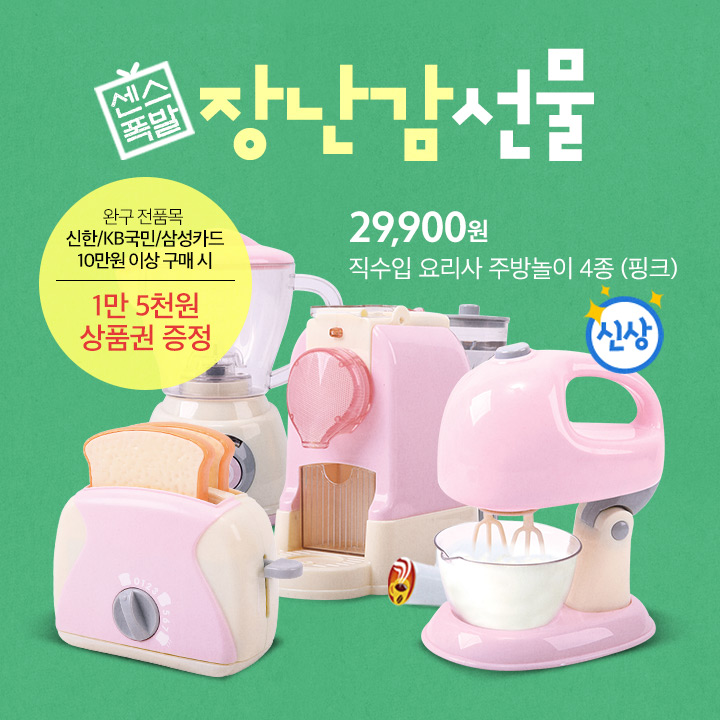 센스
폭발
장난감선물
완구 전품목
신한/KB국민/삼성카드
10만원 이상 구매 시
1만 5천원
상품권 증정
29,900원
직수입 요리사 주방놀이 4종 (핑크)
신상